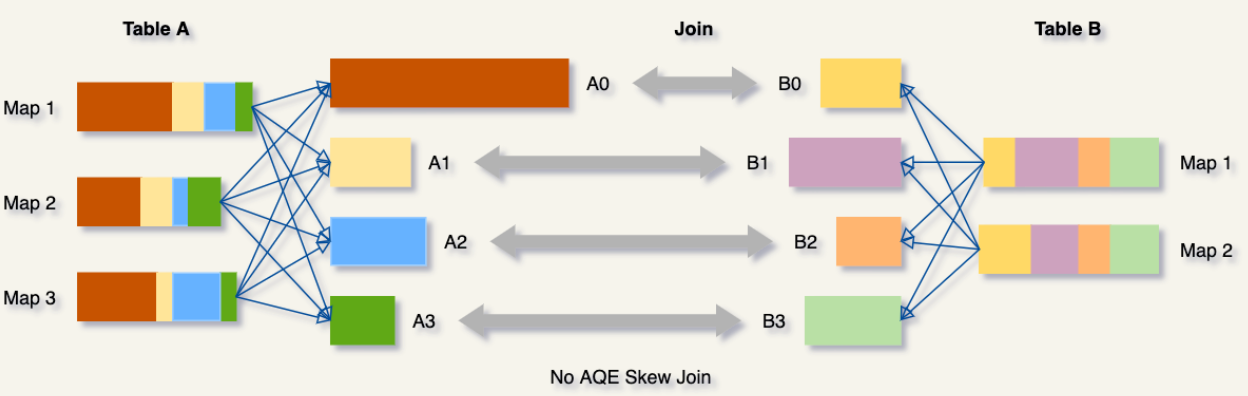 Table A
Join
Table B
Map 1
A0
B0
A1
B1
Map 1
Map 2
A2
B2
Map 2
Map 3
A3
B3
No AQE Skew Join